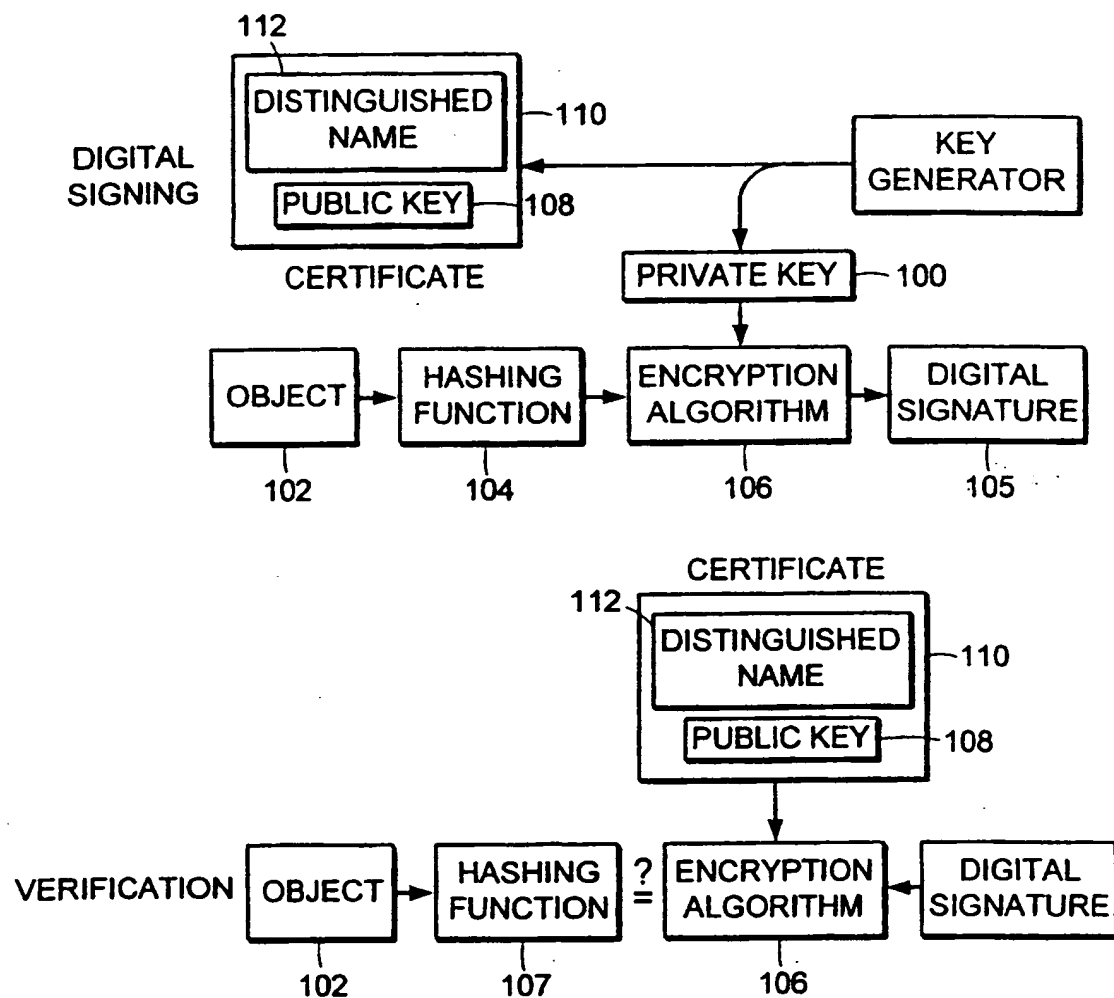 112
DISTINGUISHED
NAME
110
PUBLIC KEY
108
CERTIFICATE
DIGITAL
SIGNING
KEY
GENERATOR
PRIVATE KEY
100
OBJECT
102
HASHING
FUNCTION
104
ENCRYPTION
ALGORITHM
106
DIGITAL
SIGNATURE
105
CERTIFICATE
112
DISTINGUISHED
NAME
110
PUBLIC KEY
108
VERIFICATION
OBJECT
102
HASHING
FUNCTION
107
?
=
ENCRYPTION
ALGORITHM
106
DIGITAL
SIGNATURE